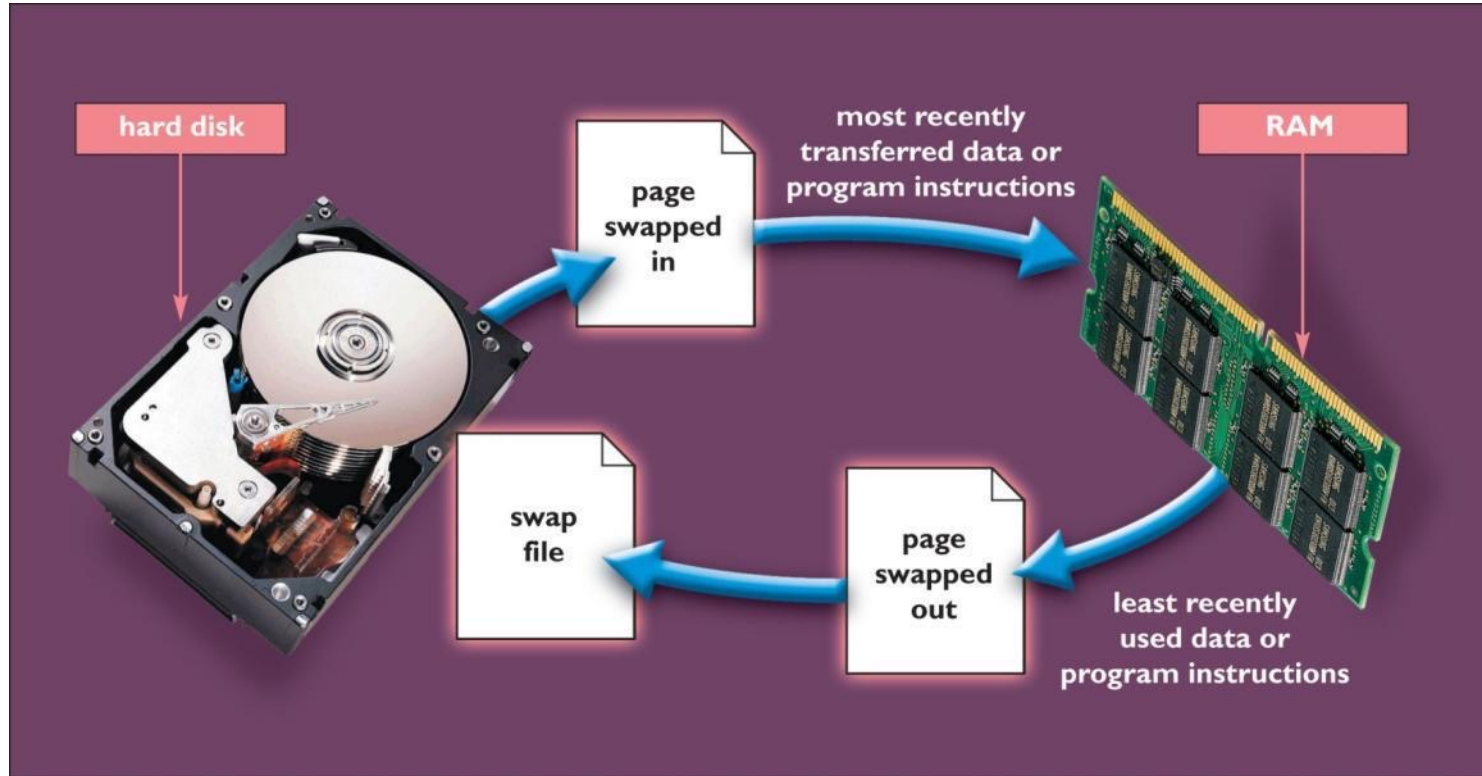 hard disk
page
swapped
in
most recently
transferred data or
program instructions
RAM
swap
file
page
swapped
out
least recently
used data or
program instructions